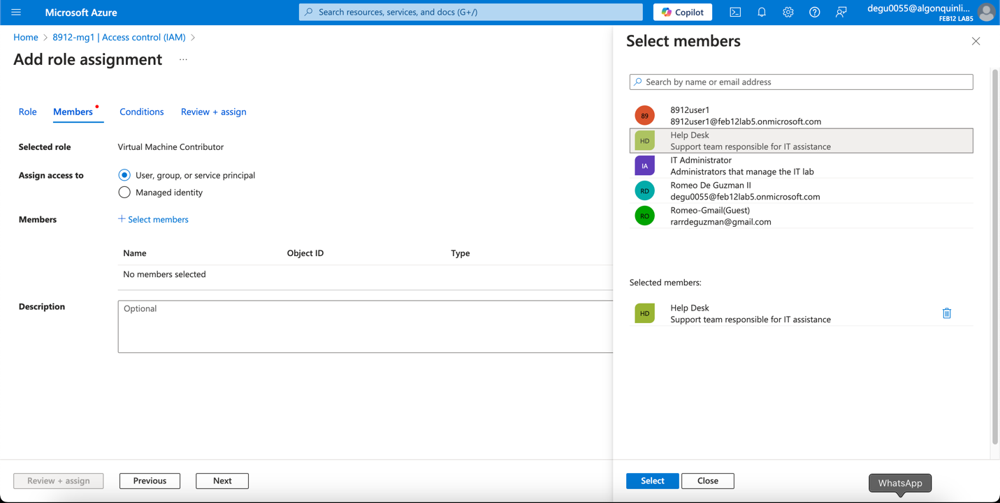 Microsoft Azure
Search resources, services, and docs (G+/)
Copilot
degu0055@algonquinli...
FEB12 LAB5
Home > 8912-mg1 | Access control (IAM) >
Add role assignment ...
Role Members Conditions Review + assign
Selected role Virtual Machine Contributor
Assign access to User, group, or service principal
Managed identity
Members + Select members
Name Object ID Type
No members selected
Description Optional
Review + assign Previous Next
Select members
Search by name or email address
89 8912user1
8912user1@feb12lab5.onmicrosoft.com
HD Help Desk
Support team responsible for IT assistance
IA IT Administrator
Administrators that manage the IT lab
RD Romeo De Guzman II
degu0055@feb12lab5.onmicrosoft.com
RO Romeo-Gmail(Guest)
rarrdeguzman@gmail.com
Selected members:
HD Help Desk
Support team responsible for IT assistance
Select Close
WhatsApp